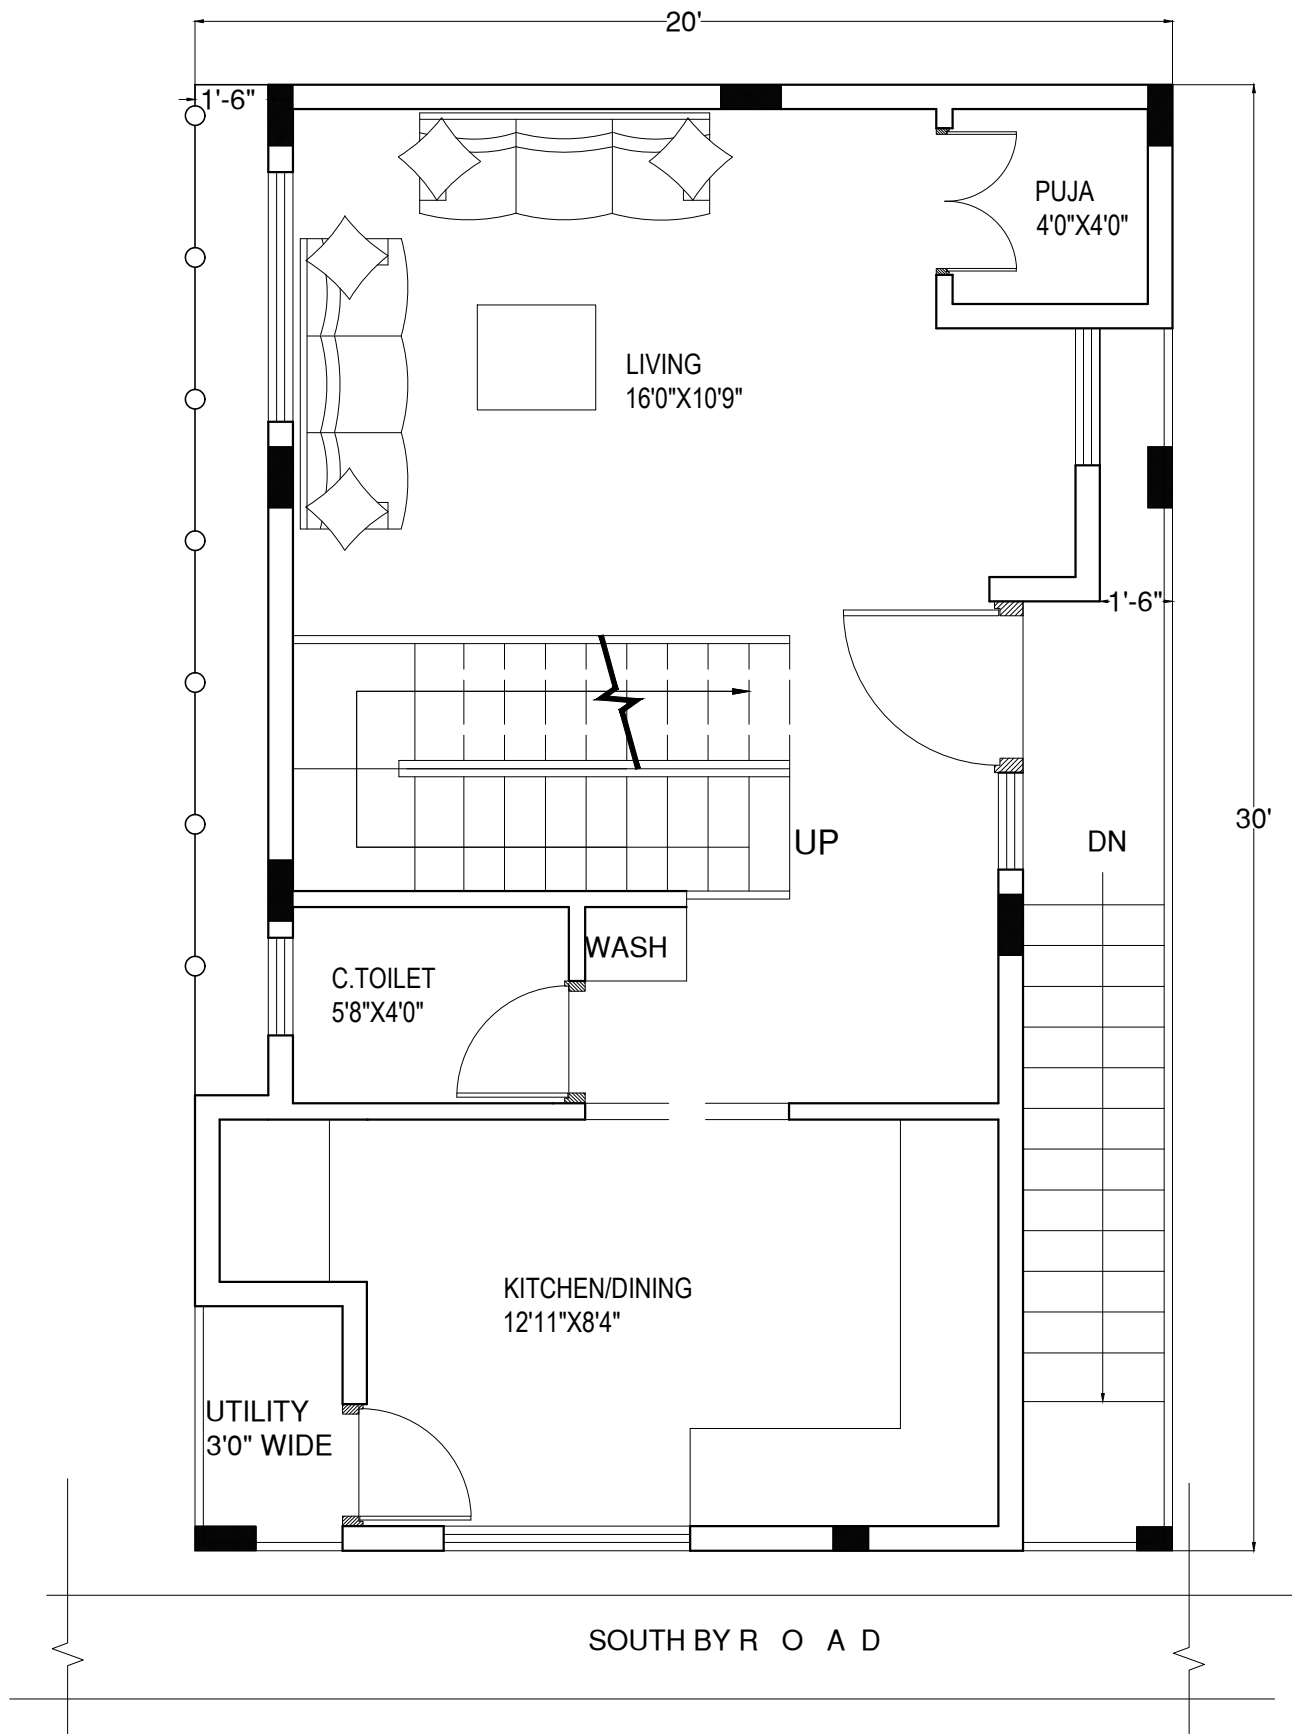 20'
1'-6"
PUJA
4'0"X4'0"
LIVING
16'0"X10'9"
1'-6"
30'
UP
DN
WASH
C.TOILET
5'8"X4'0"
KITCHEN/DINING
12'11"X8'4"
UTILITY
3'0" WIDE
SOUTH BY R O A D